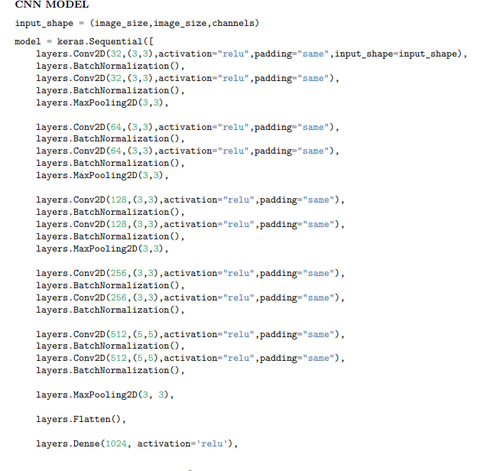 CNN MODEL
input_shape = (image_size,image_size,channels)
model = keras.Sequential([
layers.Conv2D(32,(3,3),activation="relu",padding="same",input_shape=input_shape),
layers.BatchNormalization(),
layers.Conv2D(32,(3,3),activation="relu",padding="same"),
layers.BatchNormalization(),
layers.MaxPooling2D(3,3),
layers.Conv2D(64,(3,3),activation="relu",padding="same"),
layers.BatchNormalization(),
layers.Conv2D(64,(3,3),activation="relu",padding="same"),
layers.BatchNormalization(),
layers.MaxPooling2D(3,3),
layers.Conv2D(128,(3,3),activation="relu",padding="same"),
layers.BatchNormalization(),
layers.Conv2D(128,(3,3),activation="relu",padding="same"),
layers.BatchNormalization(),
layers.MaxPooling2D(3,3),
layers.Conv2D(256,(3,3),activation="relu",padding="same"),
layers.BatchNormalization(),
layers.Conv2D(256,(3,3),activation="relu",padding="same"),
layers.BatchNormalization(),
layers.Conv2D(512,(5,5),activation="relu",padding="same"),
layers.BatchNormalization(),
layers.Conv2D(512,(5,5),activation="relu",padding="same"),
layers.BatchNormalization(),
layers.MaxPooling2D(3, 3),
layers.Flatten(),
layers.Dense(1024, activation='relu'),